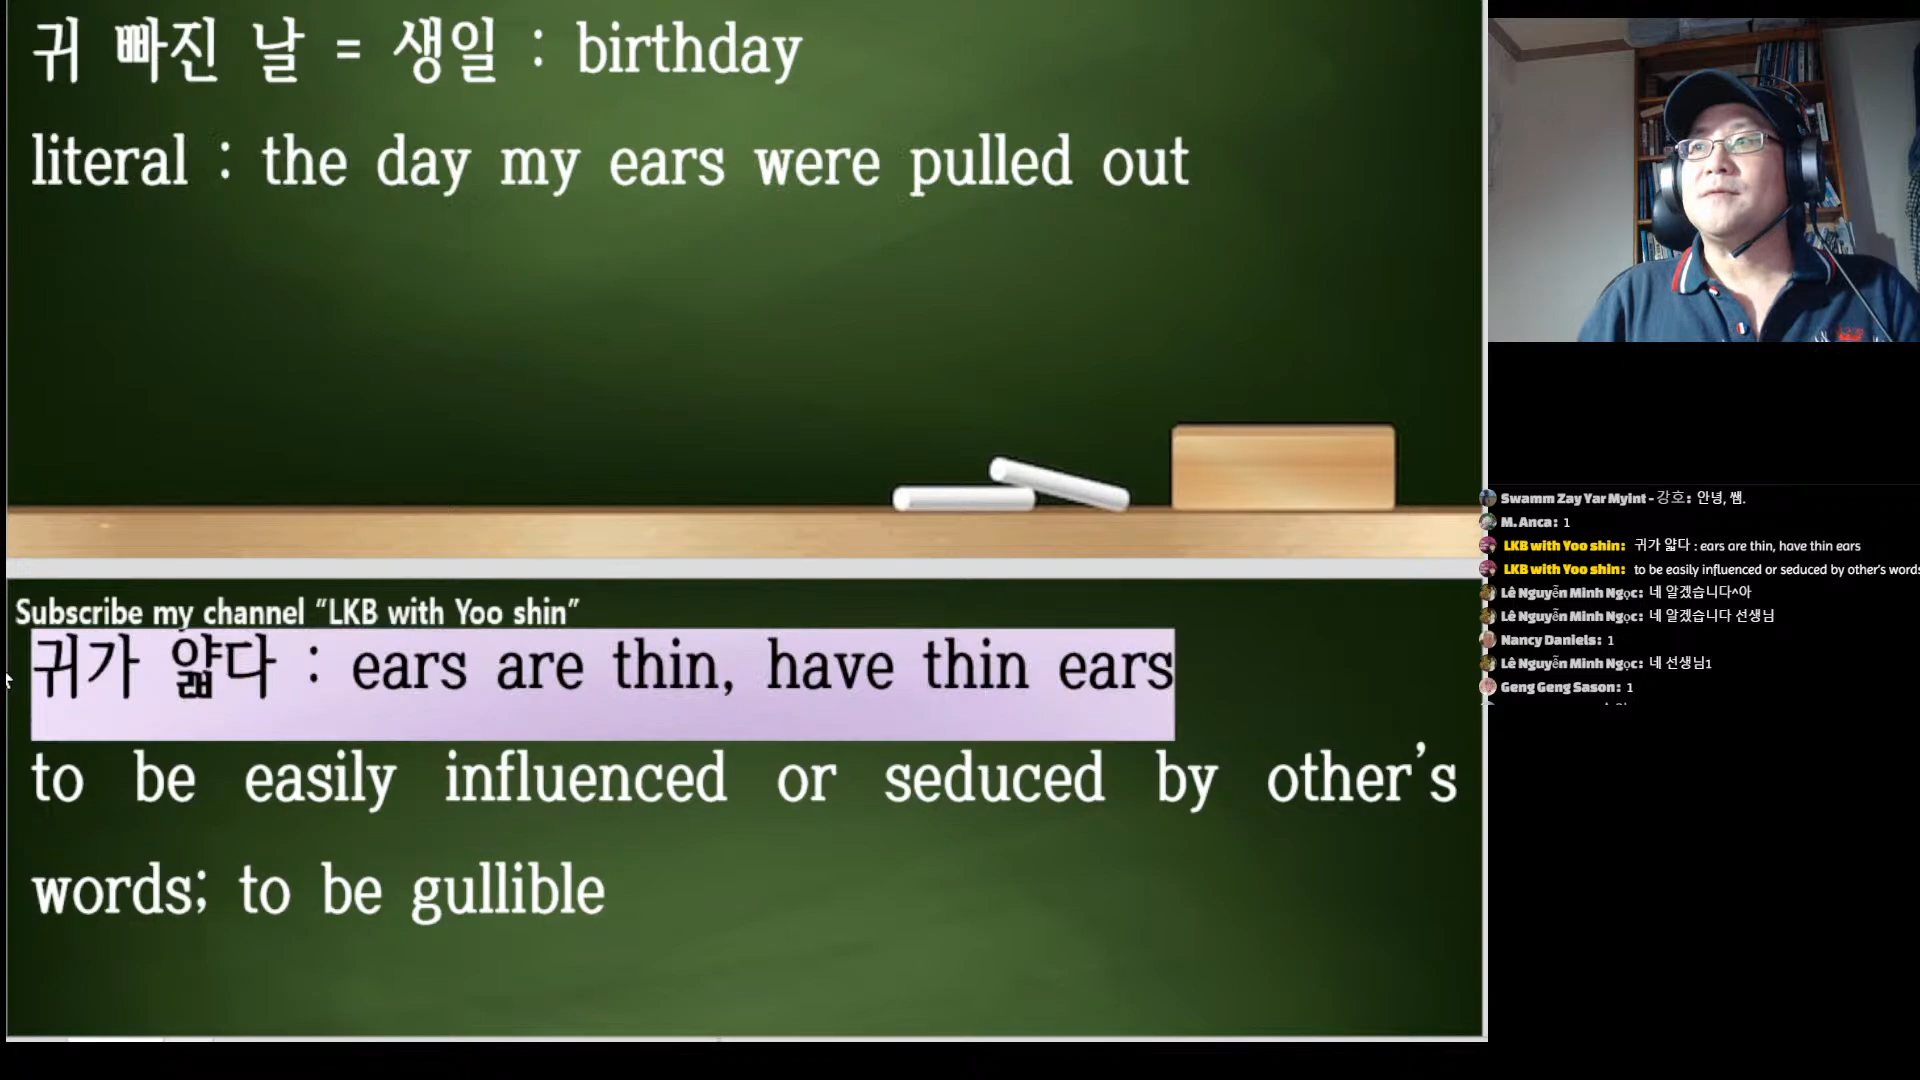 귀 빠진 날 = 생일 : birthday
literal : the day my ears were pulled out
Subscribe my channel “LKB with Yoo shin”
귀가 얇다 : ears are thin, have thin ears
to be easily influenced or seduced by other’s
words; to be gullible
Swamm Zay Yar Myint - 강호: 안녕, 쌤.
M. Anca: 1
LKB with Yoo shin: 귀가 얇다 : ears are thin, have thin ears
LKB with Yoo shin: to be easily influenced or seduced by other's words
Lê Nguyễn Minh Ngọc: 네 알겠습니다^아
Lê Nguyễn Minh Ngọc: 네 알겠습니다 선생님
Nancy Daniels: 1
Lê Nguyễn Minh Ngọc: 네 선생님1
Geng Geng Sason: 1